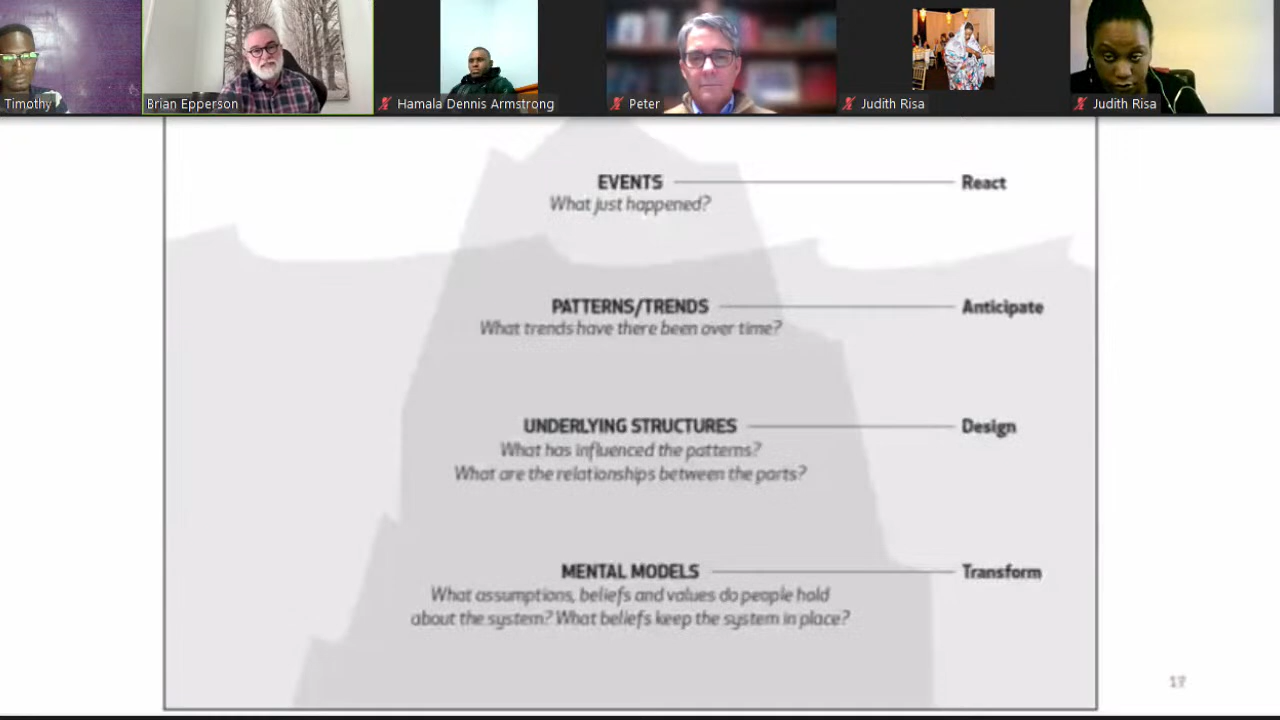 Timothy
Brian Epperson
Hamala Dennis Armstrong
Peter
Judith Risa
Judith Risa
EVENTS
React
What just happened?
PATTERNS/TRENDS
Anticipate
What trends have there been over time?
UNDERLYING STRUCTURES
Design
What has influenced the patterns?
What are the relationships between the parts?
MENTAL MODELS
Transform
What assumptions, beliefs and values do people hold
about the system? What beliefs keep the system in place?